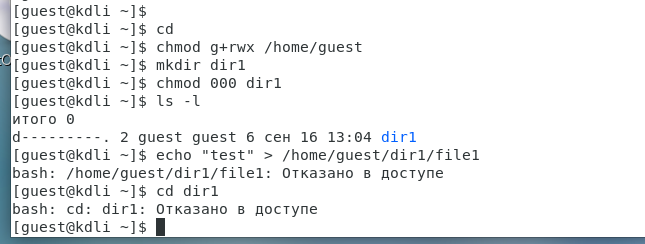 [guest@kdli ~]$
[guest@kdli ~]$ cd
[guest@kdli ~]$ chmod g+rwx /home/guest
[guest@kdli ~]$ mkdir dir1
[guest@kdli ~]$ chmod 000 dir1
[guest@kdli ~]$ ls -l
итого 0
d---------. 2 guest guest 6 сен 16 13:04 dir1
[guest@kdli ~]$ echo "test" > /home/guest/dir1/file1
bash: /home/guest/dir1/file1: Отказано в доступе
[guest@kdli ~]$ cd dir1
bash: cd: dir1: Отказано в доступе
[guest@kdli ~]$